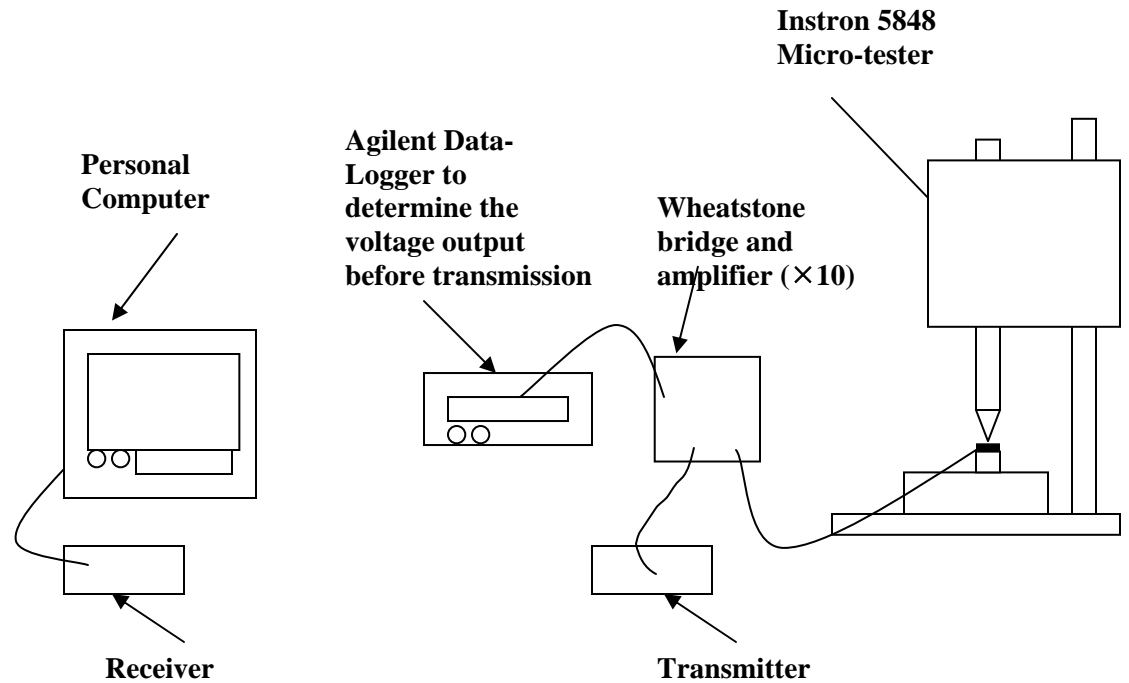 Instron 5848
Micro-tester
Agilent Data-
Logger to
determine the
voltage output
before transmission
Personal
Computer
Wheatstone
bridge and
amplifier (×10)
Receiver
Transmitter